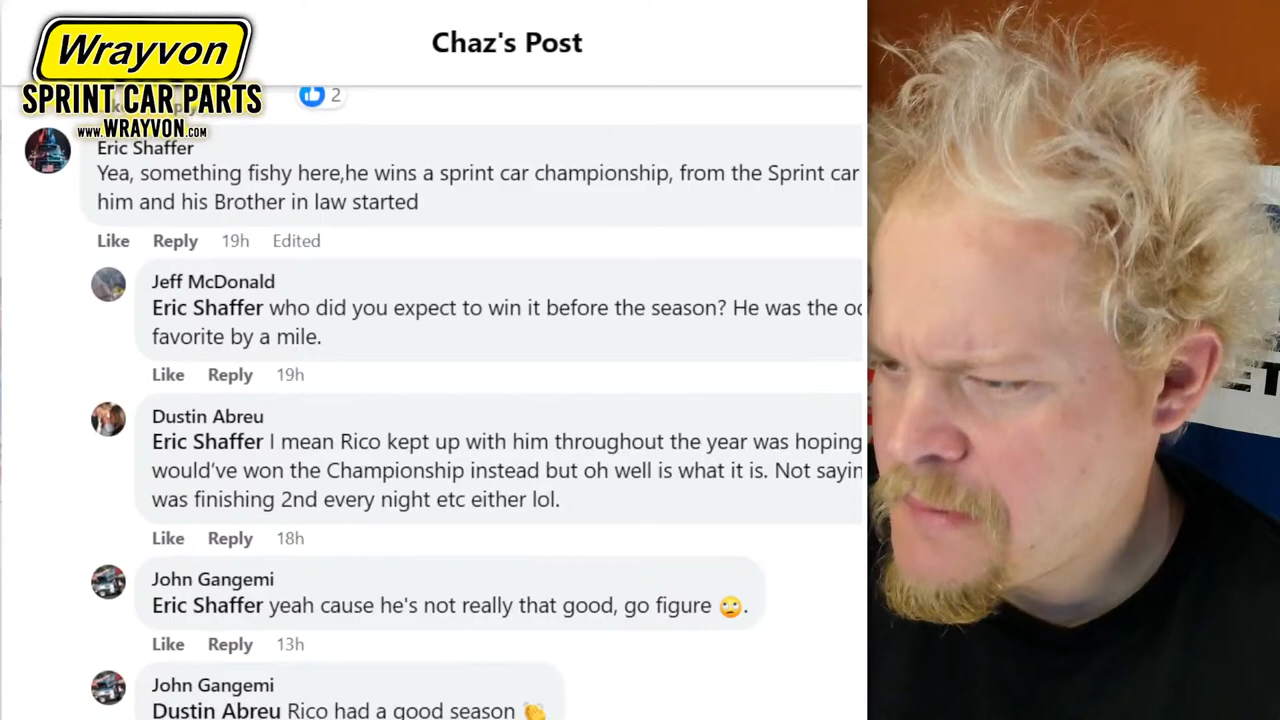 Wrayvon
SPRINT CAR PARTS
www.WRAYVON.com
Chaz's Post
2
Eric Shaffer
Yea, something fishy here,he wins a sprint car championship, from the Sprint car
him and his Brother in law started
Like Reply 19h Edited
Jeff McDonald
Eric Shaffer who did you expect to win it before the season? He was the
favorite by a mile.
Like Reply 19h
Dustin Abreu
Eric Shaffer I mean Rico kept up with him throughout the year was hoping
would've won the Championship instead but oh well is what it is. Not sayin
was finishing 2nd every night etc either lol.
Like Reply 18h
John Gangemi
Eric Shaffer yeah cause he's not really that good, go figure 🙄.
Like Reply 13h
John Gangemi
Dustin Abreu Rico had a good season 👏